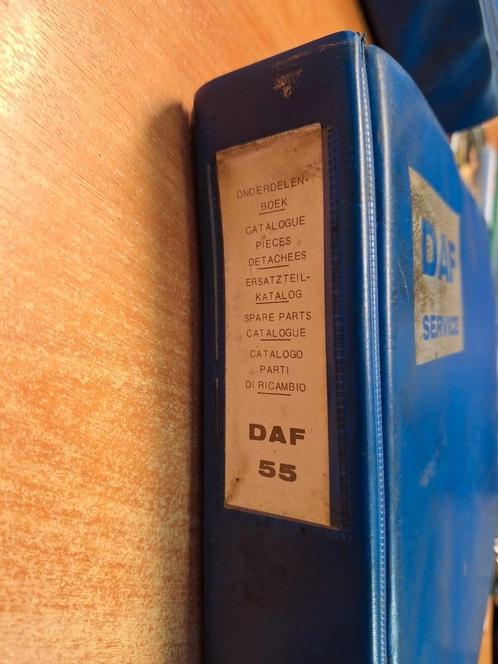 ONDERDELEN-
BOEK
CATALOGUE
PIECES
DETACHEES
ERSATZTEIL-
KATALOG
SPARE PARTS
CATALOGUE
CATALOGO
PARTI
DI RICAMBIO
DAF
55
DAF
SERVICE